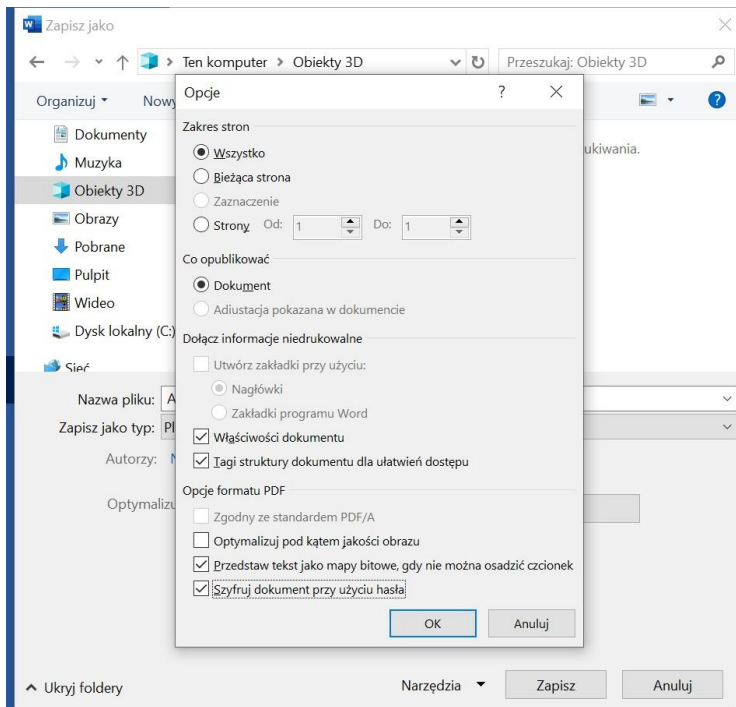 Zapisz jako
Ten komputer > Obiekty 3D
Przeszukaj: Obiekty 3D
Organizuj
Opcje
?
Zakres stron
Wszystko
Bieżąca strona
Zaznaczenie
Strony Od: 1 Do: 1
Co opublikować
Dokument
Adiustacja pokazana w dokumencie
Dołącz informacje niedrukowalne
Utwórz zakładki przy użyciu:
Nagłówki
Zakładki programu Word
Właściwości dokumentu
Tagi struktury dokumentu dla ułatwień dostępu
Opcje formatu PDF
Zgodny ze standardem PDF/A
Optymalizuj pod kątem jakości obrazu
Przedstaw tekst jako mapy bitowe, gdy nie można osadzić czcionek
Szyfruj dokument przy użyciu hasła
OK Anuluj
Dokumenty
Muzyka
Obiekty 3D
Obrazy
Pobrane
Pulpit
Wideo
Dysk lokalny (C:)
Sieć
Nazwa pliku: A
Zapisz jako typ:
Autorzy:
Ukryj foldery
Narzędzia Zapisz Anuluj